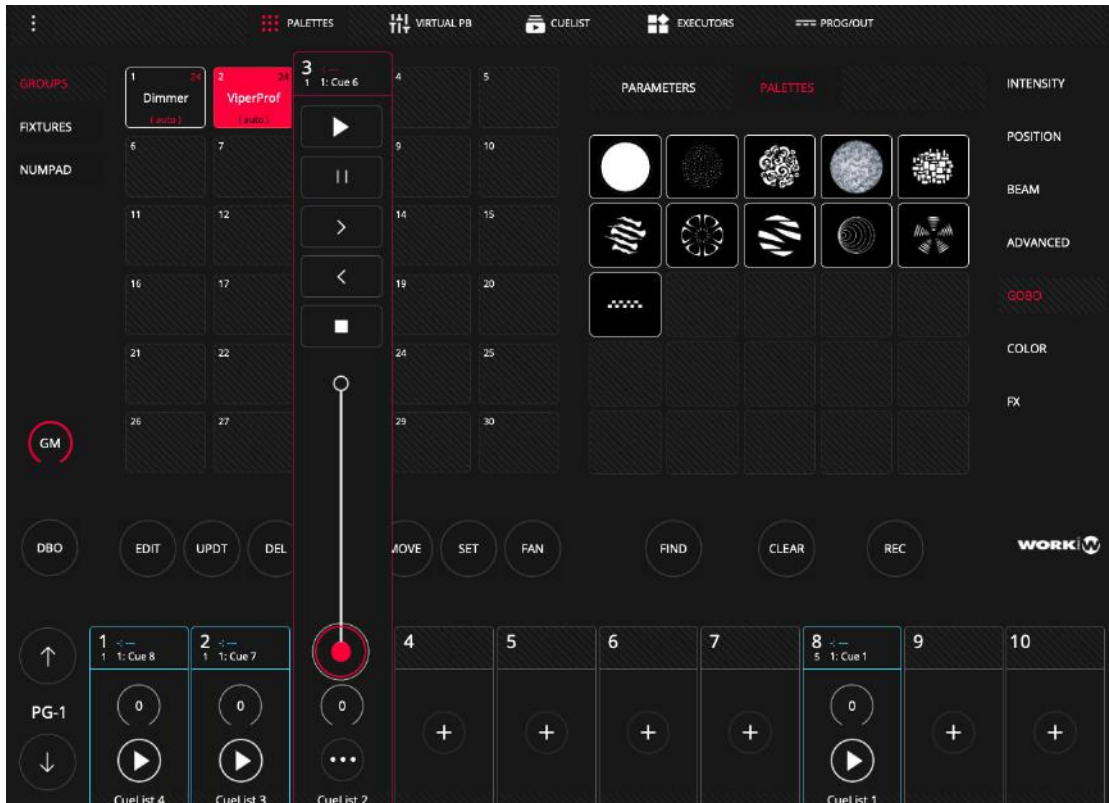 PALETTES
VIRTUAL PB
CUELIST
EXECUTORS
PROG/OUT
GROUPS
FIXTURES
NUMPAD
1 24
Dimmer
( auto )
2 24
ViperProf
( auto )
3 -:---
1 1: Cue 6
4
5
6
7
9
10
11
12
14
15
16
17
19
20
21
22
24
25
26
27
29
30
PARAMETERS
PALETTES
INTENSITY
POSITION
BEAM
ADVANCED
GOBO
COLOR
FX
GM
DBO
EDIT
UPDT
DEL
MOVE
SET
FAN
FIND
CLEAR
REC
WORK
PG-1
1 -:---
1 1: Cue 8
0
CueList 4
2 -:---
1 1: Cue 7
0
CueList 3
0
CueList 2
4
+
5
+
6
+
7
+
8 -:---
5 1: Cue 1
0
CueList 1
9
+
10
+